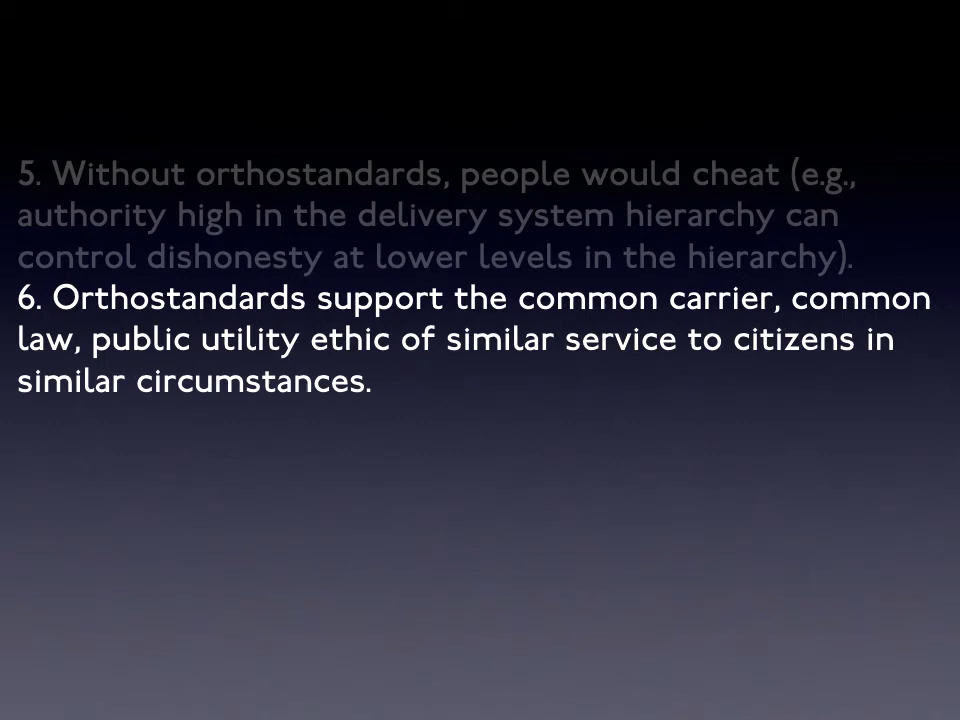 5. Without orthostandards, people would cheat (e.g.,
authority high in the delivery system hierarchy can
control dishonesty at lower levels in the hierarchy).
6. Orthostandards support the common carrier, common
law, public utility ethic of similar service to citizens in
similar circumstances.